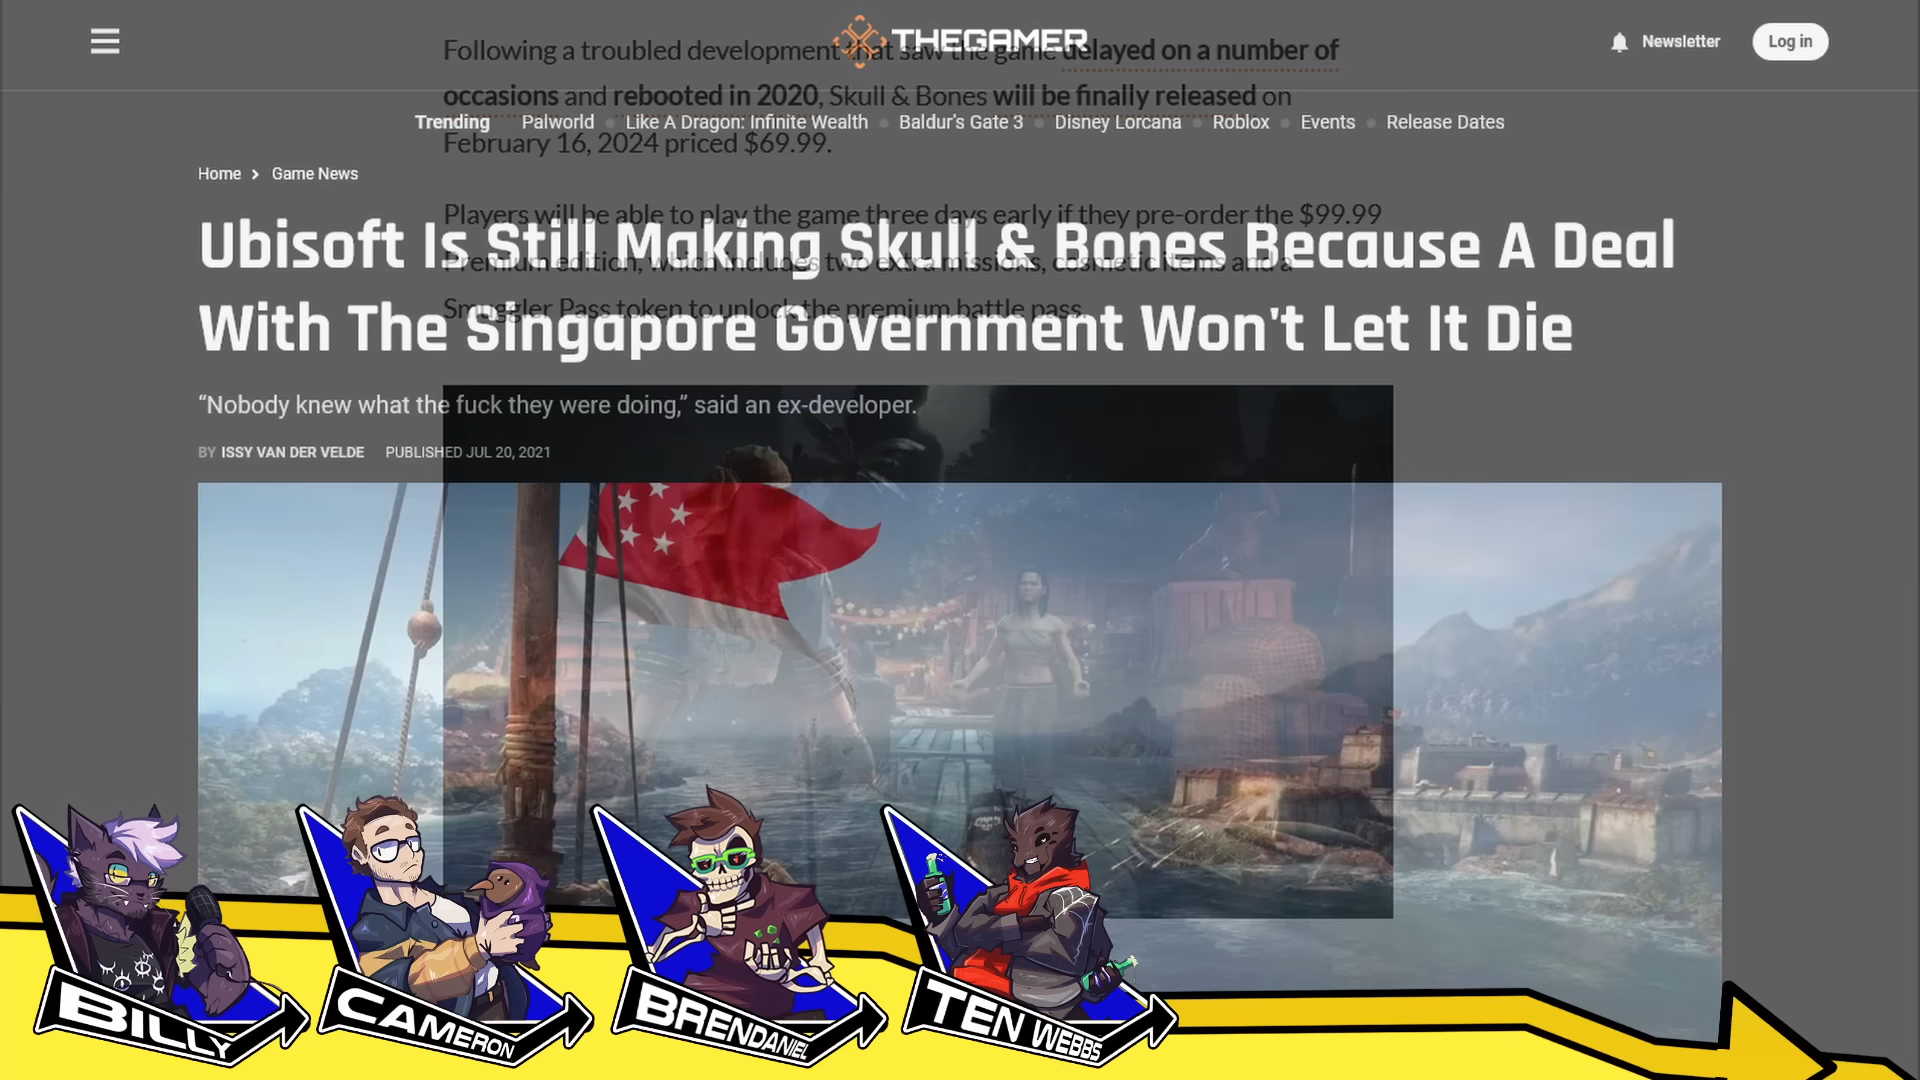 THEGAMER
Newsletter
Log in
Following a troubled development that saw the game delayed on a number of
occasions and rebooted in 2020, Skull & Bones will be finally released on
Trending Palworld Like A Dragon: Infinite Wealth Baldur's Gate 3 Disney Lorcana Roblox Events Release Dates
February 16, 2024 priced $69.99.
Home > Game News
Players will be able to play the game three days early if they pre-order the $99.99
Ubisoft Is Still Making Skull & Bones Because A Deal
Premium edition, which includes two extra missions, cosmetic items and a
Smuggler Pass token to unlock the premium battle pass.
With The Singapore Government Won't Let It Die
“Nobody knew what the fuck they were doing,” said an ex-developer.
BY ISSY VAN DER VELDE PUBLISHED JUL 20, 2021
BILLY
CAMERON
BRENDANIEL
TEN WEBBS